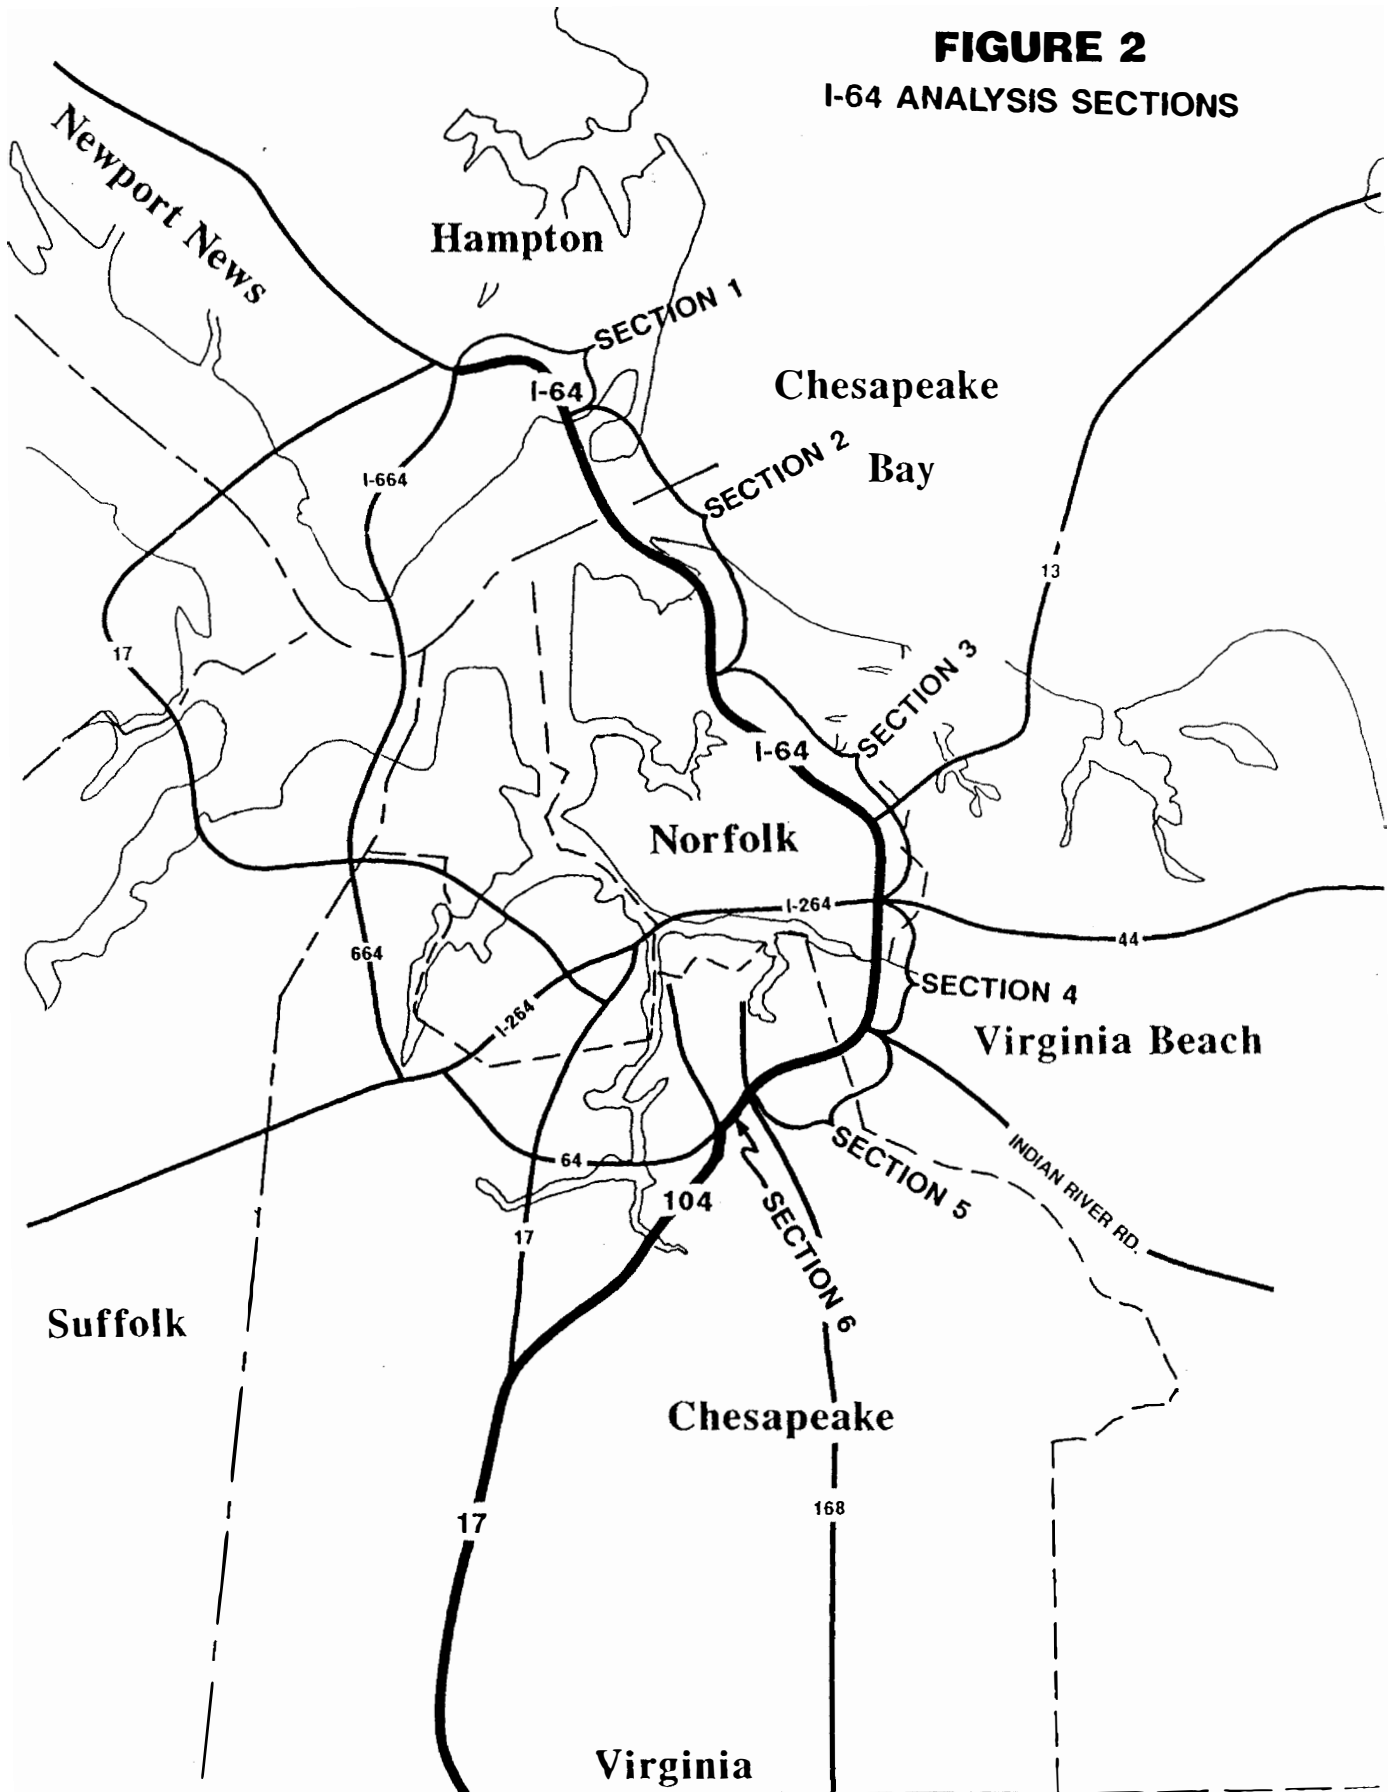 FIGURE 2
I-64 ANALYSIS SECTIONS
Newport News
Hampton
SECTION 1
I-64
Chesapeake
Bay
SECTION 2
I-664
13
17
SECTION 3
I-64
Norfolk
I-264
44
664
SECTION 4
I-264
Virginia Beach
INDIAN RIVER RD.
SECTION 5
64
104
SECTION 6
17
Suffolk
Chesapeake
168
17
Virginia